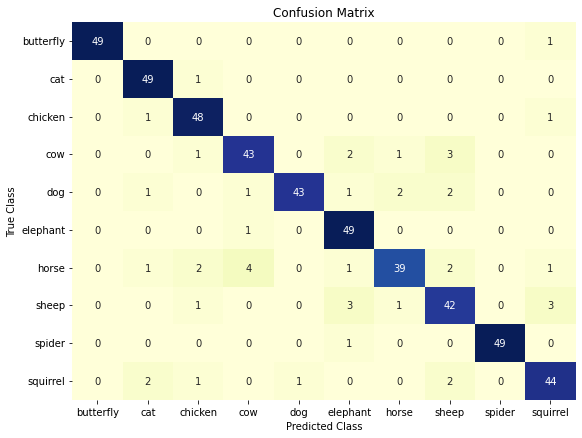 Confusion Matrix
True Class
butterfly 49 0 0 0 0 0 0 0 0 1
cat 0 49 1 0 0 0 0 0 0 0
chicken 0 1 48 0 0 0 0 0 0 1
cow 0 0 1 43 0 2 1 3 0 0
dog 0 1 0 1 43 1 2 2 0 0
elephant 0 0 0 1 0 49 0 0 0 0
horse 0 1 2 4 0 1 39 2 0 1
sheep 0 0 1 0 0 3 1 42 0 3
spider 0 0 0 0 0 1 0 0 49 0
squirrel 0 2 1 0 1 0 0 2 0 44
butterfly cat chicken cow dog elephant horse sheep spider squirrel
Predicted Class